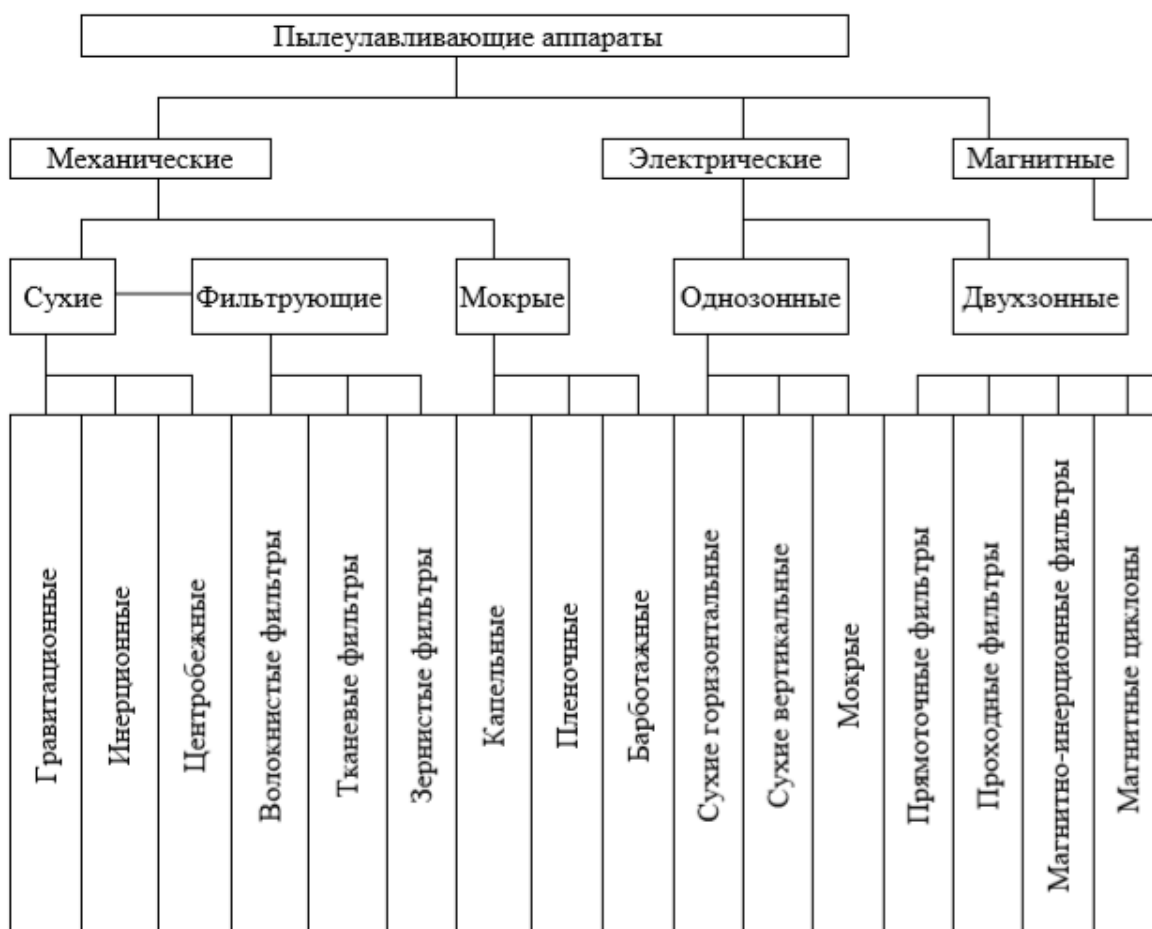 Пылеулавливающие аппараты
Механические
Электрические
Магнитные
Сухие
Фильтрующие
Мокрые
Однозонные
Двухзонные
Гравитационные
Инерционные
Центробежные
Волокнистые фильтры
Тканевые фильтры
Зернистые фильтры
Капельные
Пленочные
Барботажные
Сухие горизонтальные
Сухие вертикальные
Мокрые
Прямоточные фильтры
Проходные фильтры
Магнитно-инерционные фильтры
Магнитные циклоны